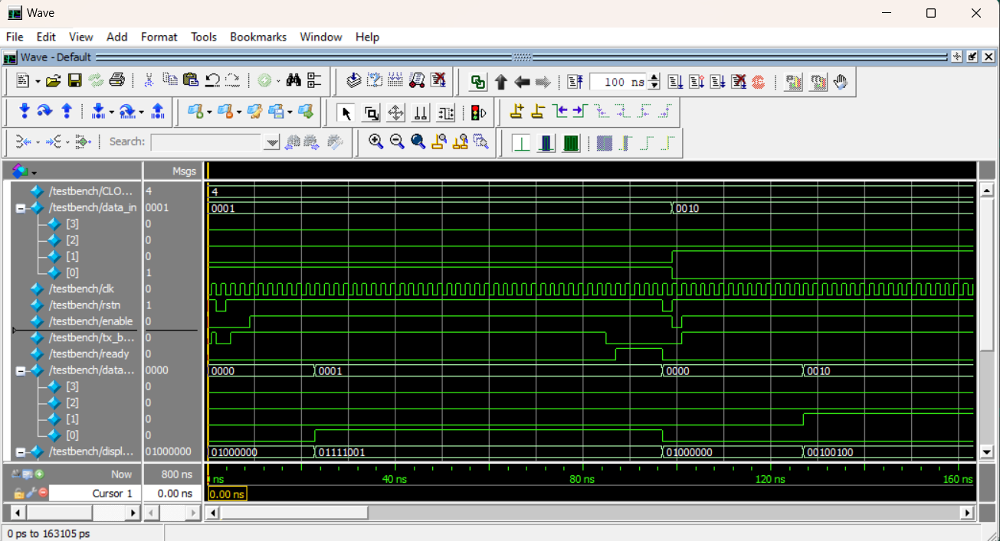 Wave
File Edit View Add Format Tools Bookmarks Window Help
Wave - Default
100 ns
Search:
Msgs
/testbench/CLO... 4 4
/testbench/data_in 0001 0001 0010
[3] 0
[2] 0
[1] 0
[0] 1
/testbench/clk 0
/testbench/rstn 1
/testbench/enable 0
/testbench/tx_b... 0
/testbench/ready 0
/testbench/data... 0000 0000 0001 0000 0010
[3] 0
[2] 0
[1] 0
[0] 0
/testbench/displ... 01000000 01000000 01111001 01000000 00100100
Now 800 ns ns 40 ns 80 ns 120 ns 160 ns
Cursor 1 0.00 ns 0.00 ns
0 ps to 163105 ps